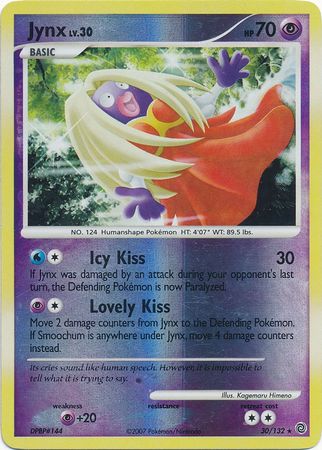 Jynx LV.30
HP 70
BASIC
NO. 124 Humanshape Pokémon HT: 4'07" WT: 89.5 lbs.
Icy Kiss 30
If Jynx was damaged by an attack during your opponent's last
turn, the Defending Pokémon is now Paralyzed.
Lovely Kiss
Move 2 damage counters from Jynx to the Defending Pokémon.
If Smoochum is anywhere under Jynx, move 4 damage counters
instead.
Its cries sound like human speech. However, it is impossible to
tell what it is trying to say.
Illus. Kagemaru Himeno
weakness resistance retreat cost
+20
DPBP#144 ©2007 Pokémon/Nintendo 30/132 ★